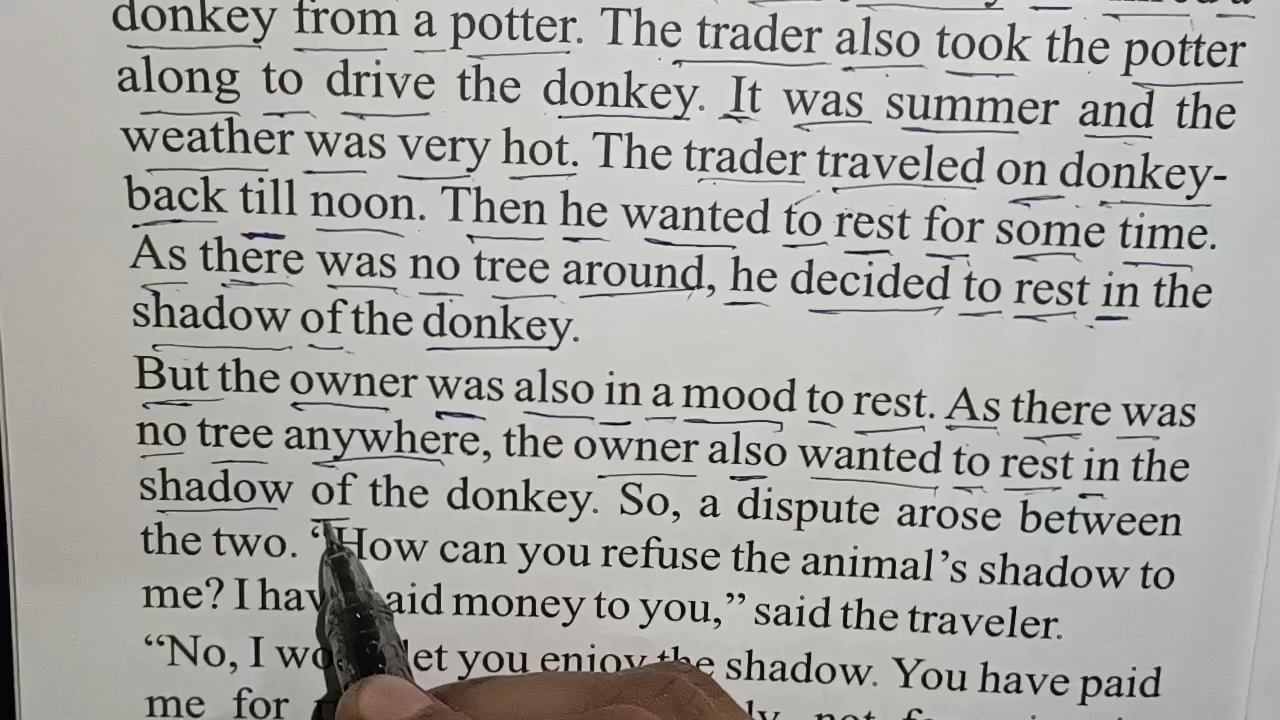 donkey from a potter. The trader also took the potter
along to drive the donkey. It was summer and the
weather was very hot. The trader traveled on donkey-
back till noon. Then he wanted to rest for some time.
As there was no tree around, he decided to rest in the
shadow of the donkey.
But the owner was also in a mood to rest. As there was
no tree anywhere, the owner also wanted to rest in the
shadow of the donkey. So, a dispute arose between
the two. “How can you refuse the animal’s shadow to
me? I have paid money to you,” said the traveler.
“No, I let you enjoy the shadow. You have paid
me for not